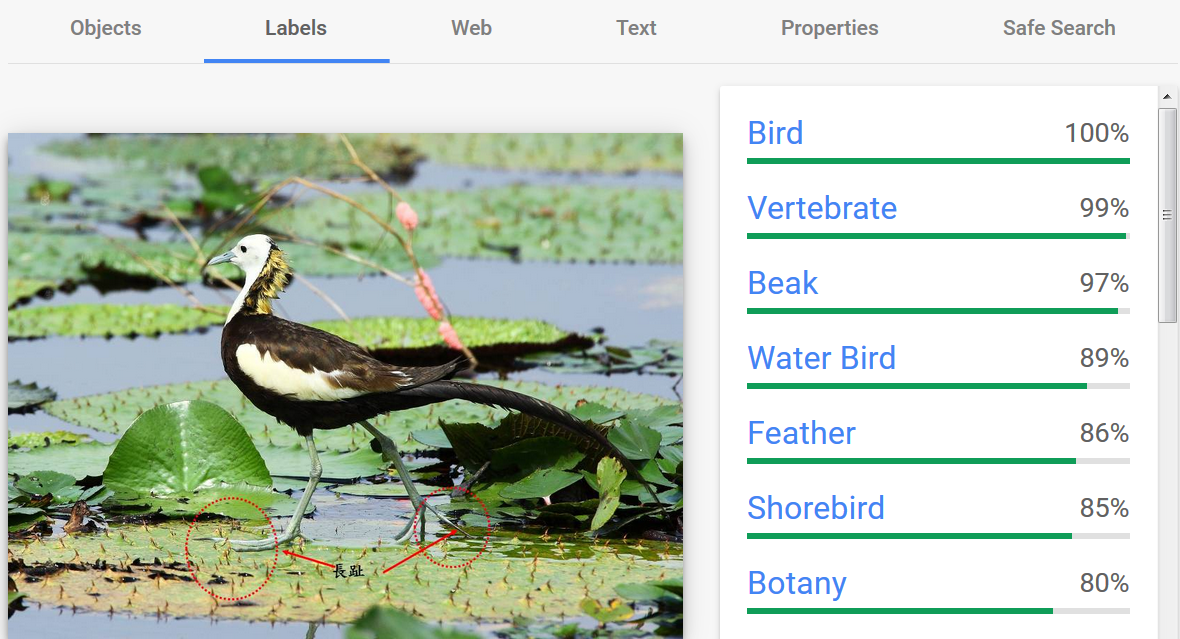 Objects Labels Web Text Properties Safe Search
Bird 100%
Vertebrate 99%
Beak 97%
Water Bird 89%
Feather 86%
Shorebird 85%
Botany 80%
長趾